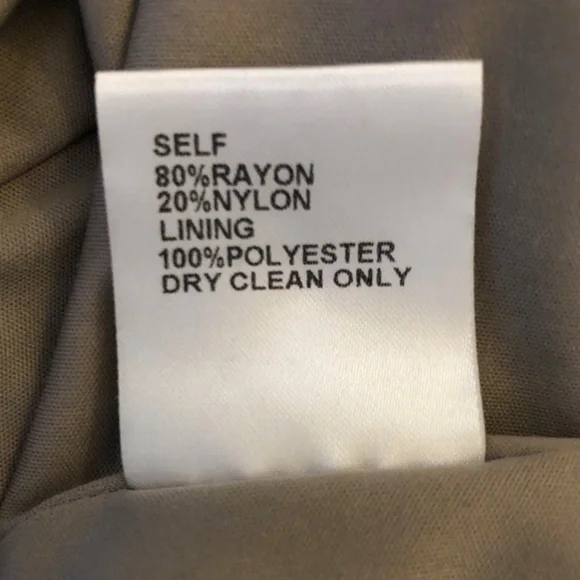 SELF
80%RAYON
20%NYLON
LINING
100%POLYESTER
DRY CLEAN ONLY